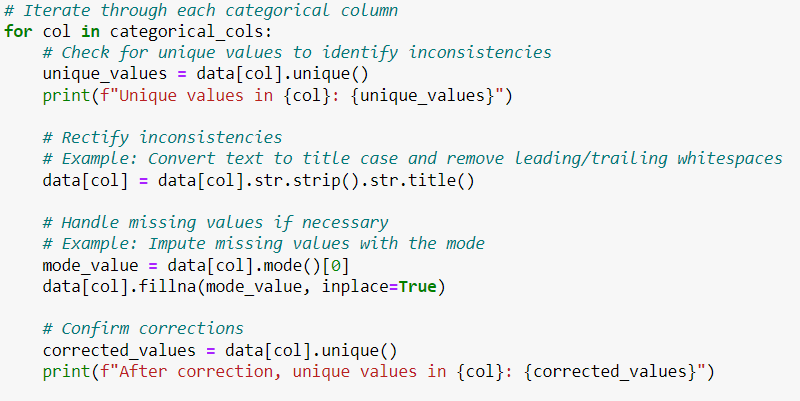 # Iterate through each categorical column
for col in categorical_cols:
    # Check for unique values to identify inconsistencies
    unique_values = data[col].unique()
    print(f"Unique values in {col}: {unique_values}")

    # Rectify inconsistencies
    # Example: Convert text to title case and remove leading/trailing whitespaces
    data[col] = data[col].str.strip().str.title()

    # Handle missing values if necessary
    # Example: Impute missing values with the mode
    mode_value = data[col].mode()[0]
    data[col].fillna(mode_value, inplace=True)

    # Confirm corrections
    corrected_values = data[col].unique()
    print(f"After correction, unique values in {col}: {corrected_values}")